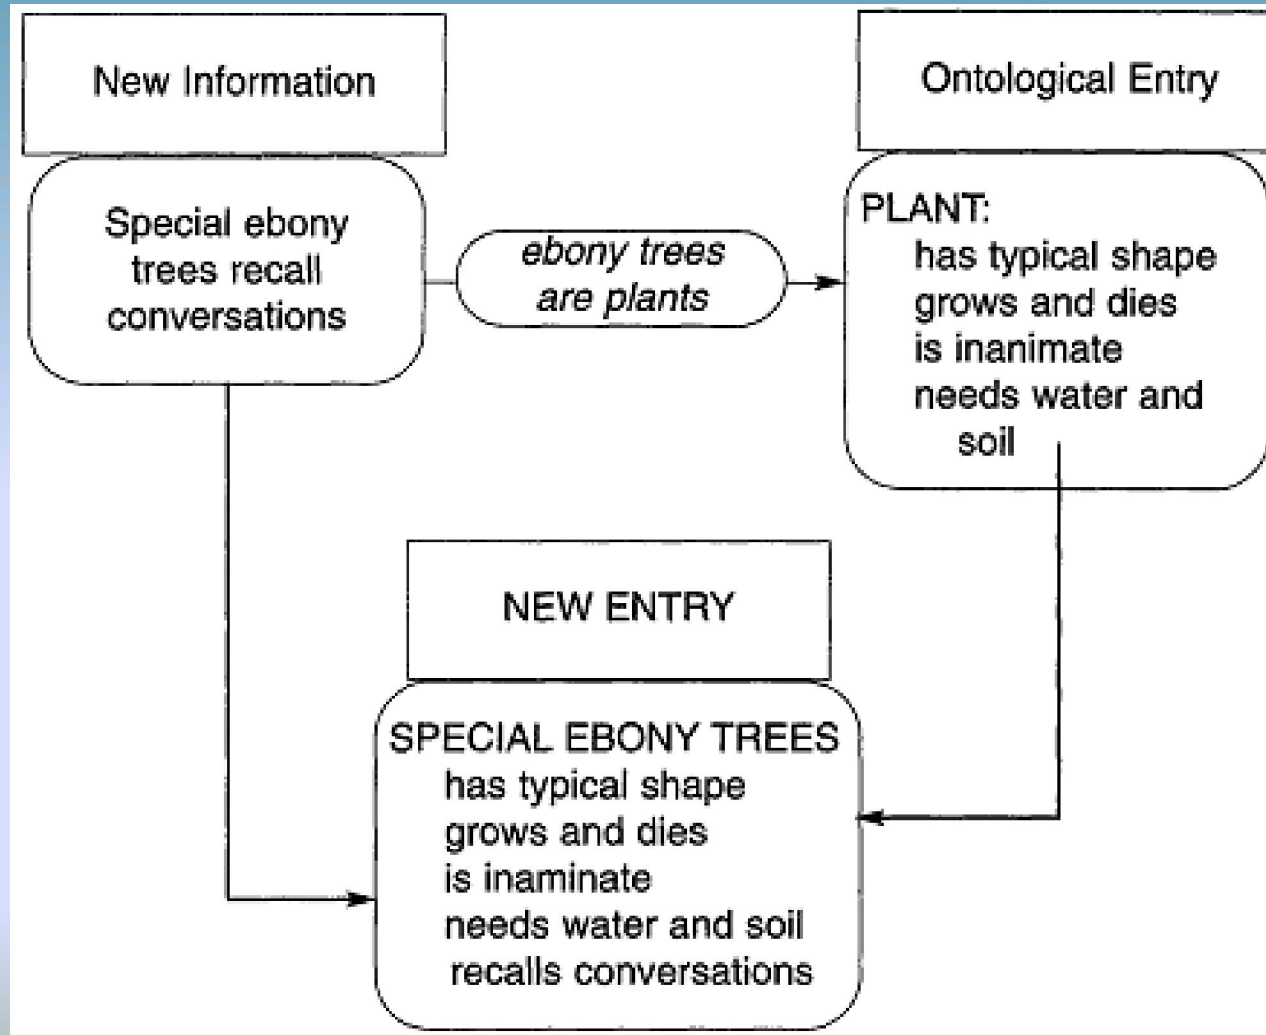 New Information
Special ebony
trees recall
conversations
ebony trees
are plants
Ontological Entry
PLANT:
has typical shape
grows and dies
is inanimate
needs water and
soil
NEW ENTRY
SPECIAL EBONY TREES
has typical shape
grows and dies
is inaminate
needs water and soil
recalls conversations